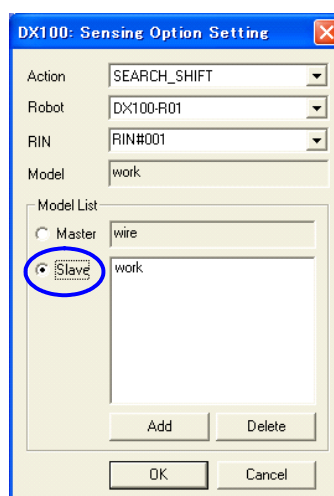 DX100: Sensing Option Setting
Action SEARCH_SHIFT
Robot DX100-R01
RIN RIN#001
Model work
Model List
Master wire
Slave work
Add Delete
OK Cancel